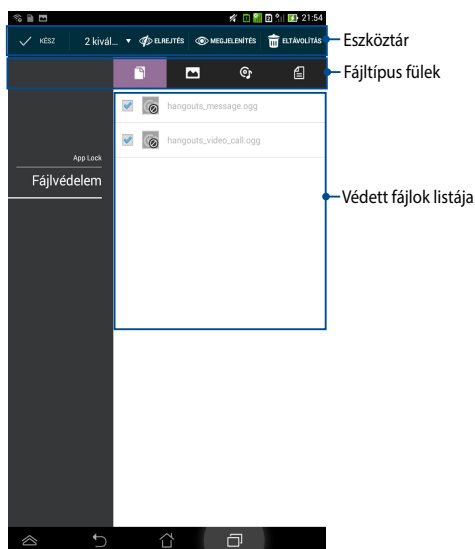 21:54
KÉSZ
2 kivál...
ELREJTÉS
MEGJELENÍTÉS
ELTÁVOLÍTÁS
Eszköztár
Fájltípus fülek
hangouts_message.ogg
hangouts_video_call.ogg
App Lock
Fájlvédelem
Védett fájlok listája